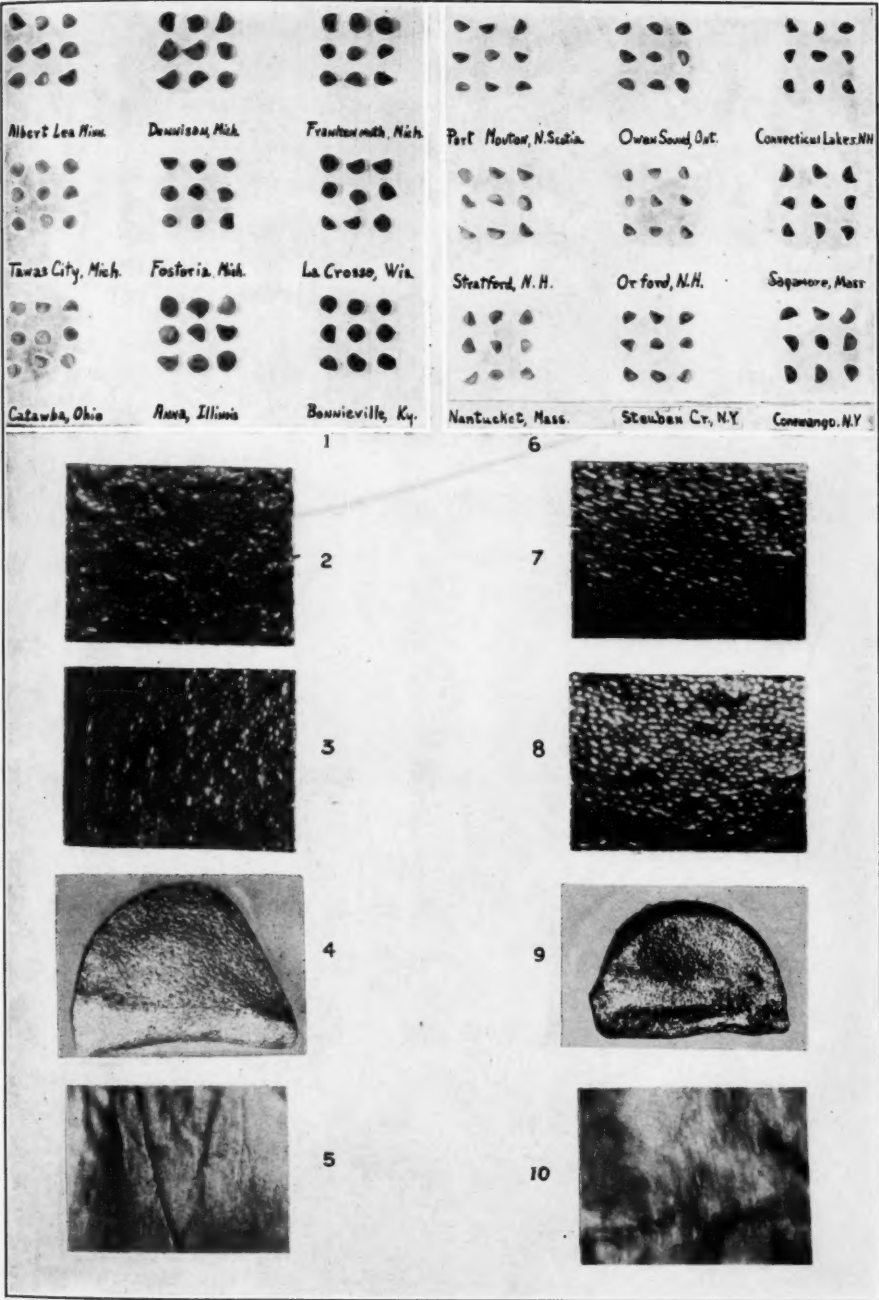 Albert Lea Minn. Dennison, Mich. Frankenmuth, Mich.
Tawas City, Mich. Fostoria, Mich. La Crosse, Wis.
Catawba, Ohio Anna, Illinois Bonnieville, Ky.
Port Mouton, N. Scotia Owen Sound, Ont. Connecticut Lakes, NH
Stratford, N. H. Orford, N.H. Sagamore, Mass
Nantucket, Mass. Steuben Cr., N.Y. Conewango, N.Y
1 6
2 7
3 8
4 9
5 10